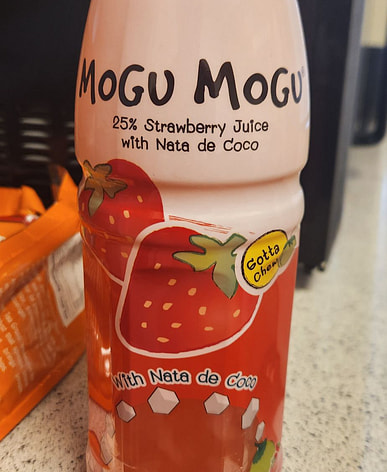 MOGU MOGU
25% Strawberry Juice
with Nata de Coco
Gotta
Chew
with Nata de Coco